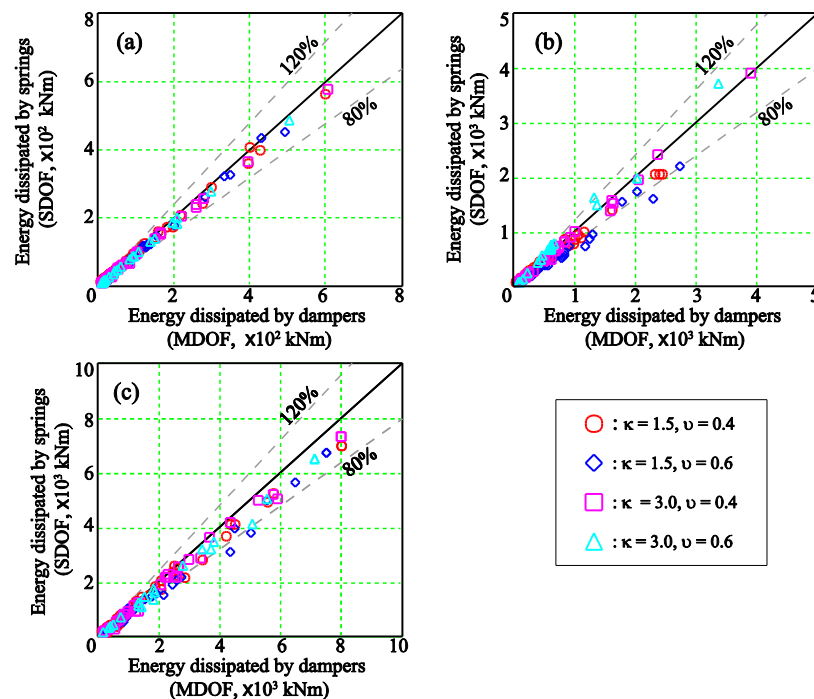 (a)
120%
80%
8
6
4
2
0
2
4
6
8
Energy dissipated by springs
(SDOF, x10² kNm)
Energy dissipated by dampers
(MDOF, x10² kNm)
(b)
120%
80%
5
4
3
2
1
0
1
2
3
4
5
Energy dissipated by springs
(SDOF, x10³ kNm)
Energy dissipated by dampers
(MDOF, x10³ kNm)
(c)
120%
80%
10
8
6
4
2
0
2
4
6
8
10
Energy dissipated by springs
(SDOF, x10³ kNm)
Energy dissipated by dampers
(MDOF, x10³ kNm)
: κ = 1.5, υ = 0.4
: κ = 1.5, υ = 0.6
: κ = 3.0, υ = 0.4
: κ = 3.0, υ = 0.6